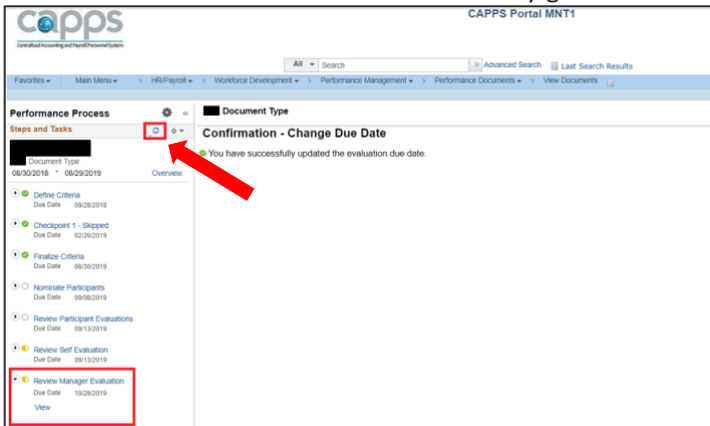 capps
Centralized Accounting and Payroll/Personnel System
CAPPS Portal MNT1
All Search Advanced Search Last Search Results
Favorites Main Menu > HR/Payroll > Workforce Development > Performance Management > Performance Documents > View Documents
Performance Process «
Steps and Tasks
Document Type
08/30/2018 - 08/29/2019 Overview
Define Criteria
Due Date 09/28/2018
Checkpoint 1 - Skipped
Due Date 02/26/2019
Finalize Criteria
Due Date 06/30/2019
Nominate Participants
Due Date 09/08/2019
Review Participant Evaluations
Due Date 09/13/2019
Review Self Evaluation
Due Date 09/13/2019
Review Manager Evaluation
Due Date 10/28/2019
View
Document Type
Confirmation - Change Due Date
You have successfully updated the evaluation due date.